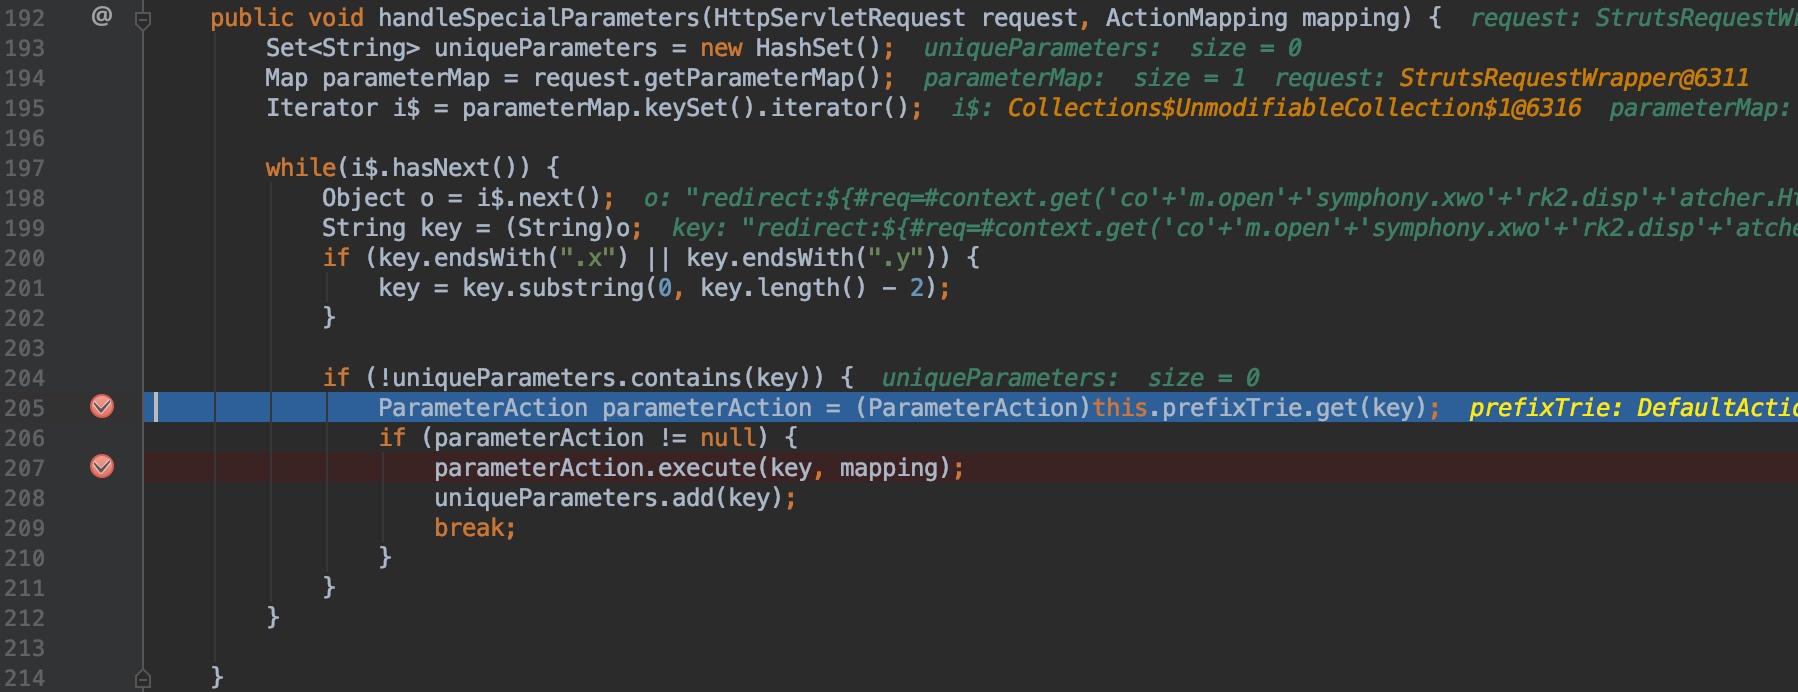 192 @ public void handleSpecialParameters(HttpServletRequest request, ActionMapping mapping) { request: StrutsRequestWr
193 Set<String> uniqueParameters = new HashSet(); uniqueParameters: size = 0
194 Map parameterMap = request.getParameterMap(); parameterMap: size = 1 request: StrutsRequestWrapper@6311
195 Iterator i$ = parameterMap.keySet().iterator(); i$: Collections$UnmodifiableCollection$1@6316 parameterMap:
196
197 while(i$.hasNext()) {
198 Object o = i$.next(); o: "redirect:${#req=#context.get('co'+'m.open'+'symphony.xwo'+'rk2.disp'+'atcher.Ht
199 String key = (String)o; key: "redirect:${#req=#context.get('co'+'m.open'+'symphony.xwo'+'rk2.disp'+'atche
200 if (key.endsWith(".x") || key.endsWith(".y")) {
201 key = key.substring(0, key.length() - 2);
202 }
203
204 if (!uniqueParameters.contains(key)) { uniqueParameters: size = 0
205 ParameterAction parameterAction = (ParameterAction)this.prefixTrie.get(key); prefixTrie: DefaultActio
206 if (parameterAction != null) {
207 parameterAction.execute(key, mapping);
208 uniqueParameters.add(key);
209 break;
210 }
211 }
212 }
213
214 }